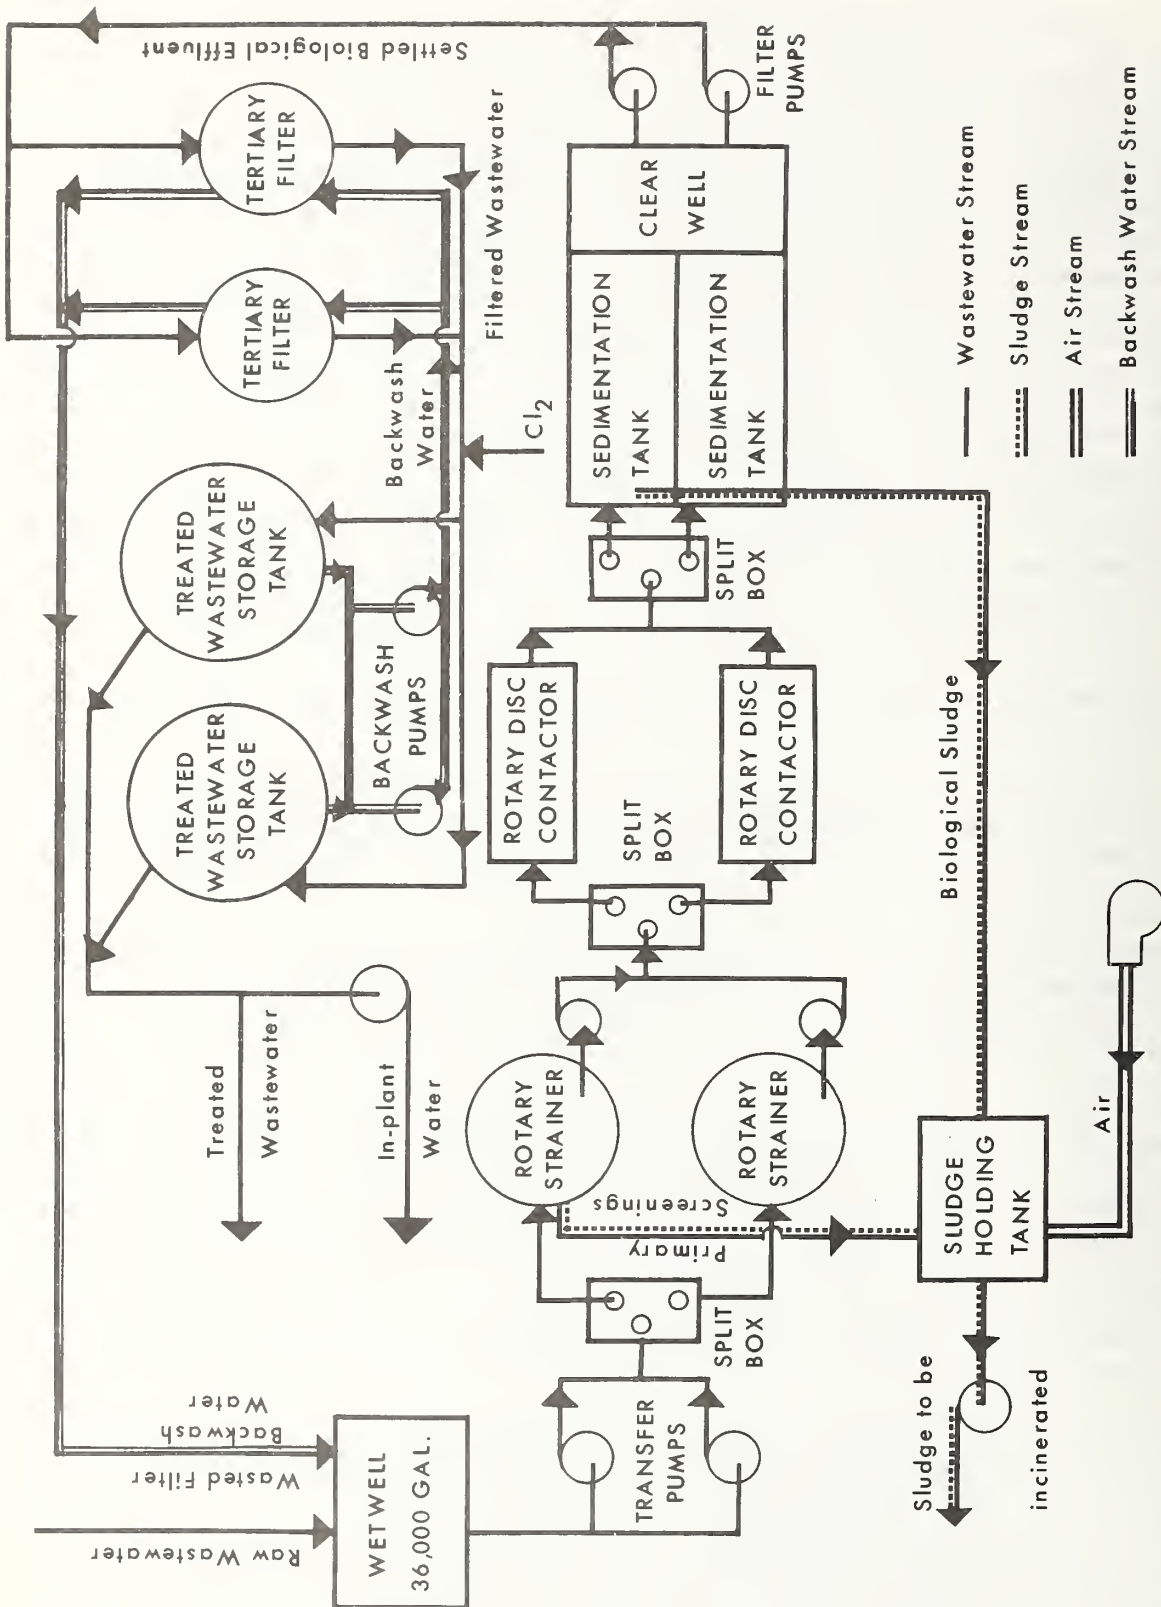 Raw Wastewater
Wasted Filter
Backwash
Water
WETWELL
36,000 GAL.
TRANSFER
PUMPS
SPLIT
BOX
Primary
Screenings
ROTARY
STRAINER
ROTARY
STRAINER
SPLIT
BOX
ROTARY DISC
CONTACTOR
ROTARY DISC
CONTACTOR
SPLIT
BOX
SEDIMENTATION
TANK
SEDIMENTATION
TANK
CLEAR
WELL
FILTER
PUMPS
Settled Biological Effluent
TERTIARY
FILTER
TERTIARY
FILTER
Filtered Wastewater
Backwash
Water
Cl2
TREATED
WASTEWATER
STORAGE
TANK
TREATED
WASTEWATER
STORAGE
TANK
BACKWASH
PUMPS
Treated
Wastewater
In-plant
Water
Biological Sludge
SLUDGE
HOLDING
TANK
Air
Sludge to be
incinerated
Wastewater Stream
Sludge Stream
Air Stream
Backwash Water Stream